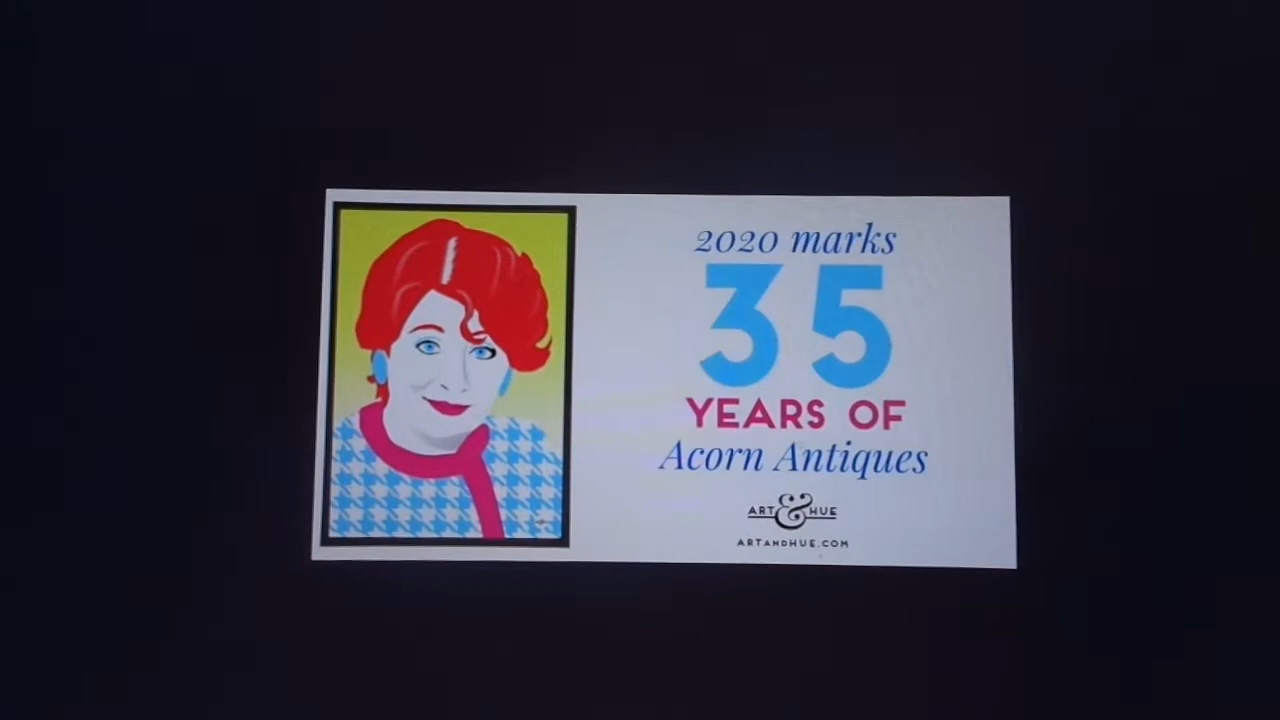 2020 marks
35
YEARS OF
Acorn Antiques
ART & HUE
ARTANDHUE.COM